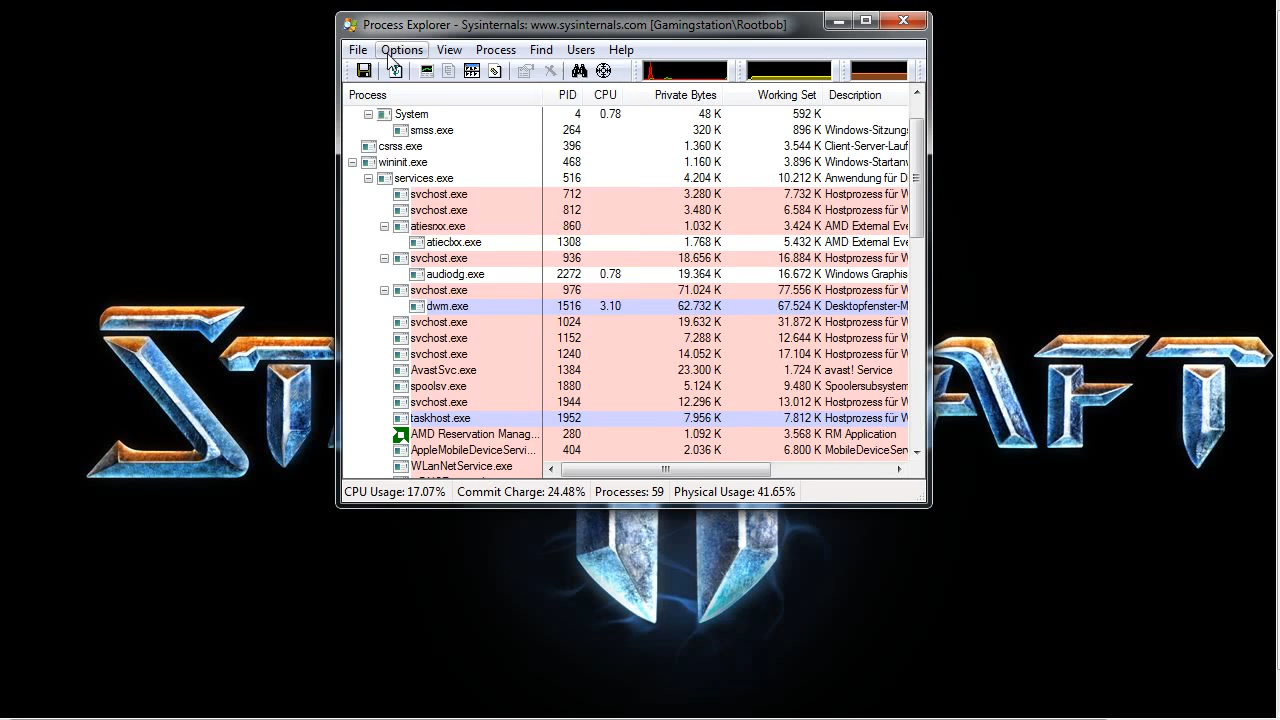 Process Explorer - Sysinternals: www.sysinternals.com [Gamingstation\Rootbob]
File Options View Process Find Users Help
Process PID CPU Private Bytes Working Set Description
System 4 0.78 48 K 592 K
smss.exe 264 320 K 896 K Windows-Sitzungs
csrss.exe 396 1.360 K 3.544 K Client-Server-Lauf
wininit.exe 468 1.160 K 3.896 K Windows-Startanw
services.exe 516 4.204 K 10.212 K Anwendung für D
svchost.exe 712 3.280 K 7.732 K Hostprozess für W
svchost.exe 812 3.480 K 6.584 K Hostprozess für W
atiesrxx.exe 860 1.032 K 3.424 K AMD External Eve
atieclxx.exe 1308 1.768 K 5.432 K AMD External Eve
svchost.exe 936 18.656 K 16.884 K Hostprozess für W
audiodg.exe 2272 0.78 19.364 K 16.672 K Windows Graphis
svchost.exe 976 71.024 K 77.556 K Hostprozess für W
dwm.exe 1516 3.10 62.732 K 67.524 K Desktopfenster-M
svchost.exe 1024 19.632 K 31.872 K Hostprozess für W
svchost.exe 1152 7.288 K 12.644 K Hostprozess für W
svchost.exe 1240 14.052 K 17.104 K Hostprozess für W
AvastSvc.exe 1384 23.300 K 1.724 K avast! Service
spoolsv.exe 1880 5.124 K 9.480 K Spoolersubsystem
svchost.exe 1944 12.296 K 13.012 K Hostprozess für W
taskhost.exe 1952 7.956 K 7.812 K Hostprozess für W
AMD Reservation Manag... 280 1.092 K 3.568 K RM Application
AppleMobileDeviceServi... 404 2.036 K 6.800 K MobileDeviceServ
WLanNetService.exe
CPU Usage: 17.07% Commit Charge: 24.48% Processes: 59 Physical Usage: 41.65%